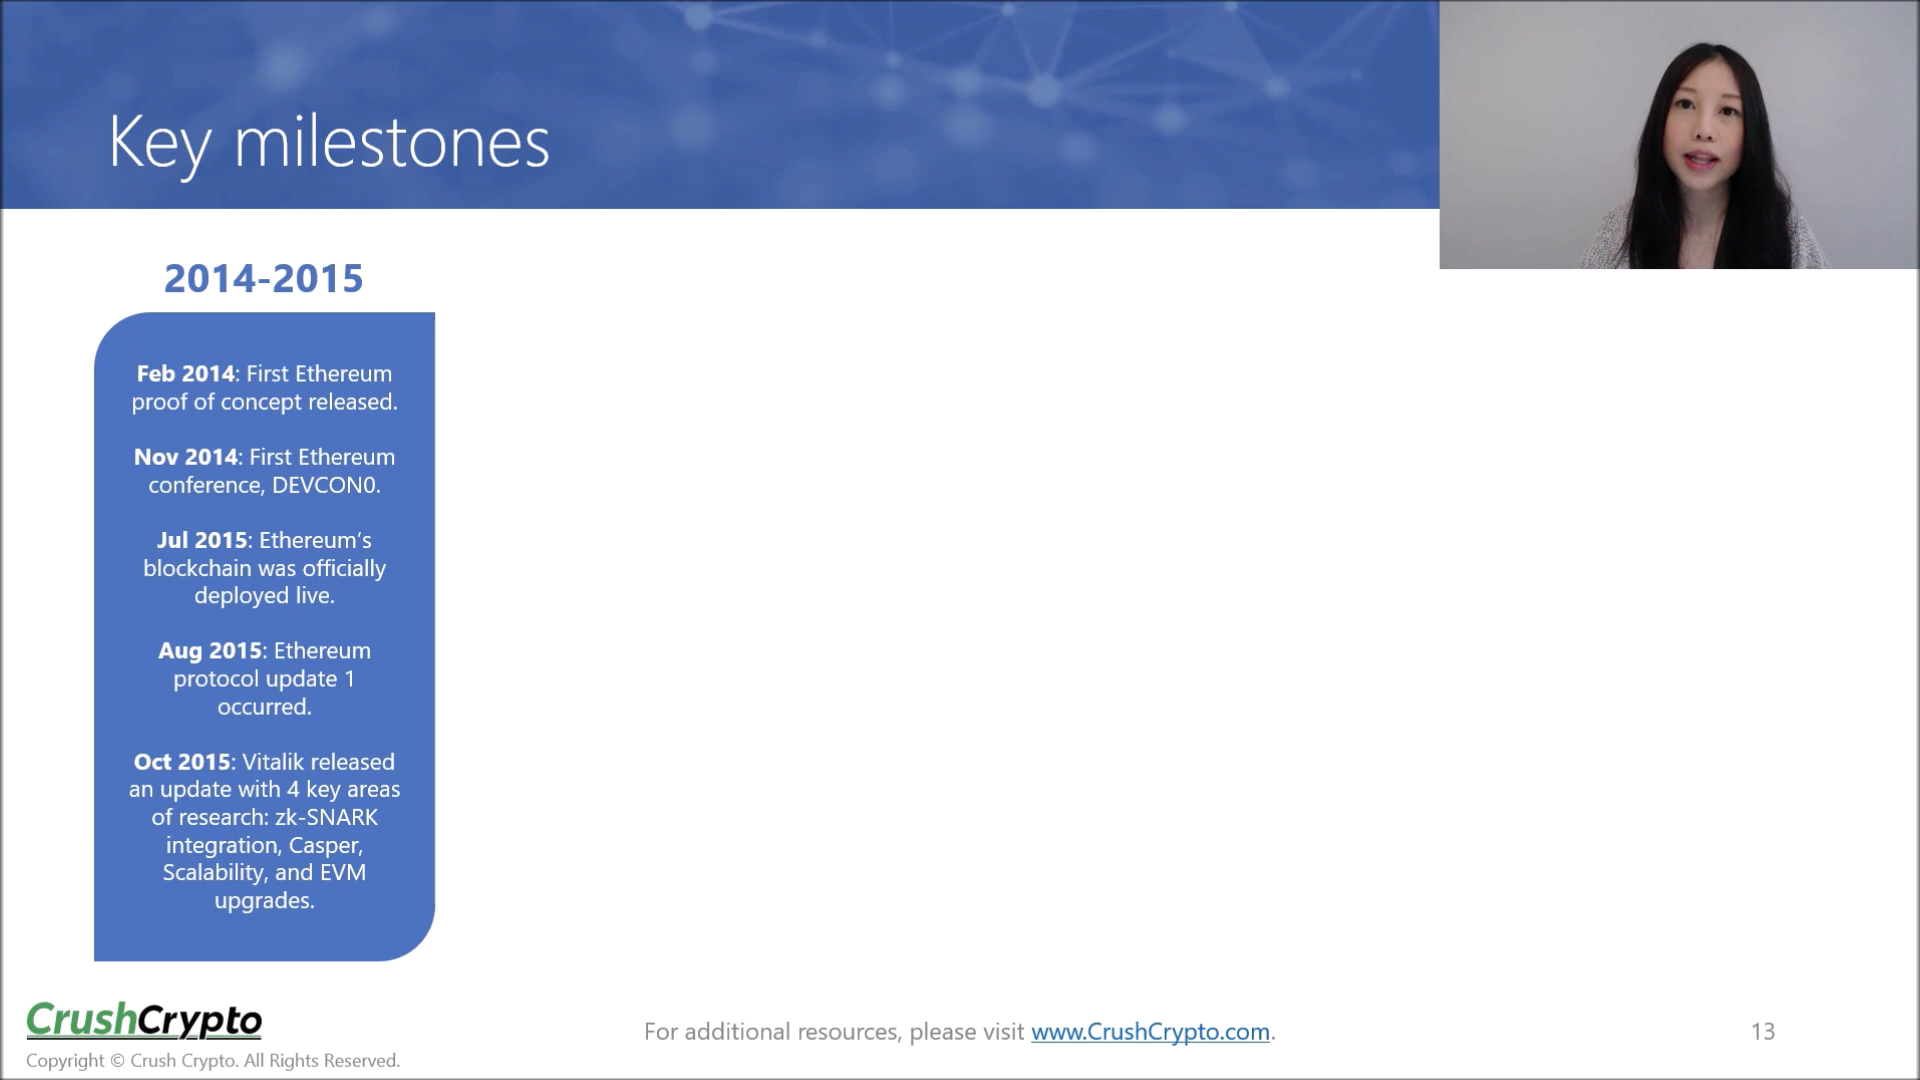 Key milestones
2014-2015
Feb 2014: First Ethereum
proof of concept released.
Nov 2014: First Ethereum
conference, DEVCON0.
Jul 2015: Ethereum’s
blockchain was officially
deployed live.
Aug 2015: Ethereum
protocol update 1
occurred.
Oct 2015: Vitalik released
an update with 4 key areas
of research: zk-SNARK
integration, Casper,
Scalability, and EVM
upgrades.
CrushCrypto
Copyright © Crush Crypto. All Rights Reserved.
For additional resources, please visit www.CrushCrypto.com.
13